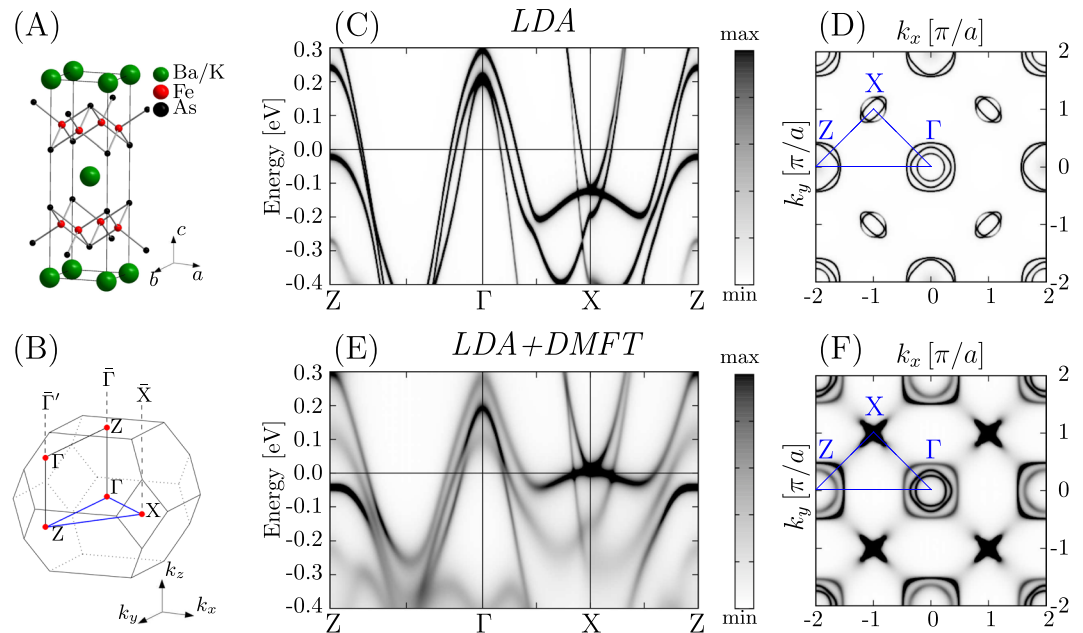 (A)
Ba/K
Fe
As
c
b
a
(C)
LDA
Energy [eV]
0.3
0.2
0.1
0.0
-0.1
-0.2
-0.3
-0.4
Z
Γ
X
Z
max
min
(D)
k_x [π/a]
k_y [π/a]
X
Z
Γ
2
1
0
-1
-2
-2
-1
0
1
2
(B)
Γ̄′
Γ̄
X̄
Z
Γ
Γ
X
Z
k_z
k_y
k_x
(E)
LDA+DMFT
Energy [eV]
0.3
0.2
0.1
0.0
-0.1
-0.2
-0.3
-0.4
Z
Γ
X
Z
max
min
(F)
k_x [π/a]
k_y [π/a]
X
Z
Γ
2
1
0
-1
-2
-2
-1
0
1
2